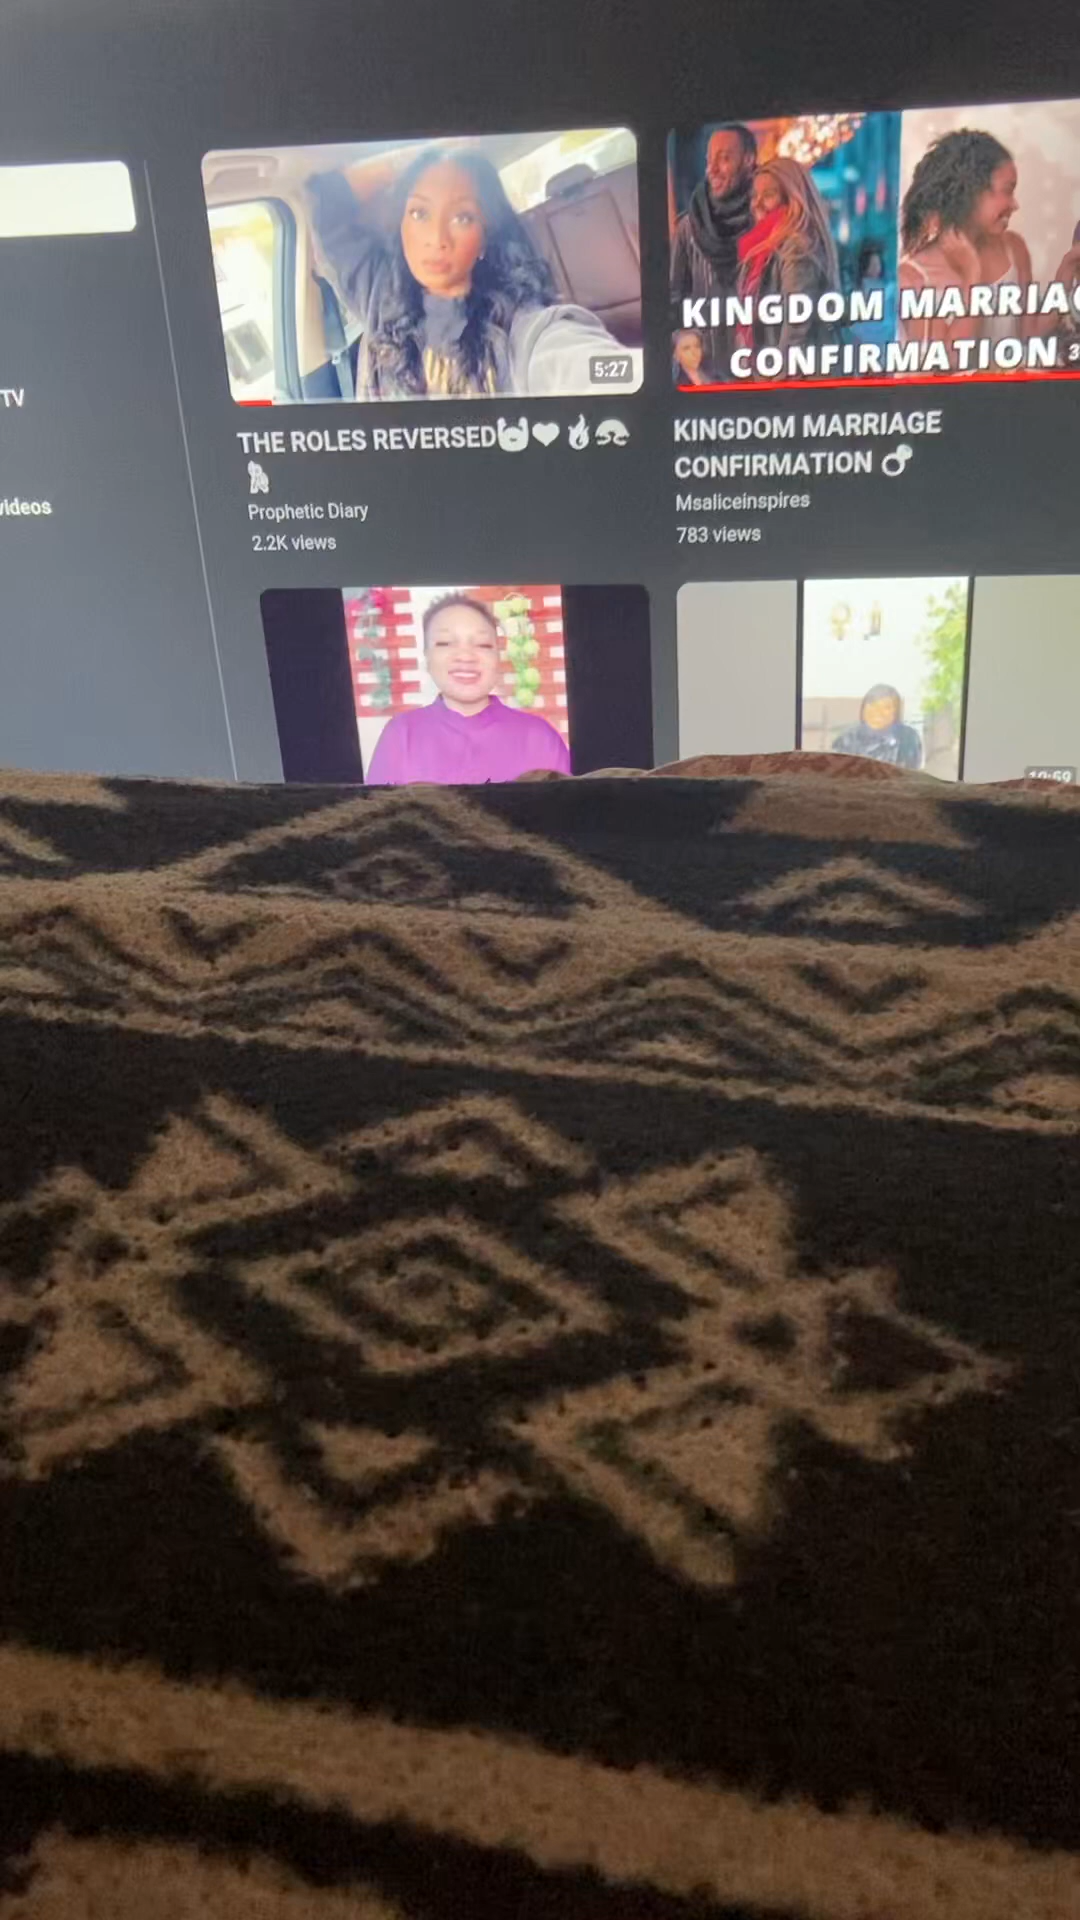 TV
videos
5:27
THE ROLES REVERSED
Prophetic Diary
2.2K views
KINGDOM MARRIAG
CONFIRMATION
3
KINGDOM MARRIAGE
CONFIRMATION
Msaliceinspires
783 views